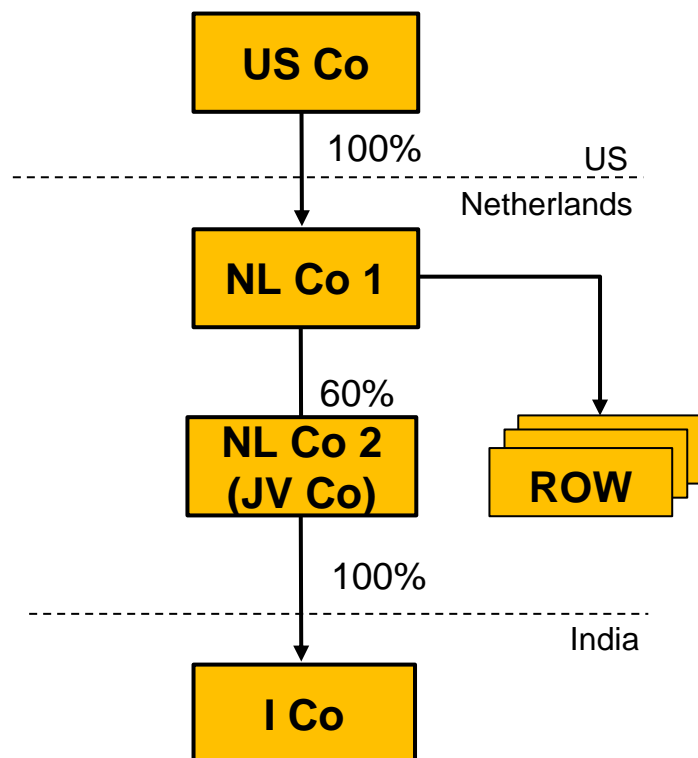 US Co
100%
US
Netherlands
NL Co 1
60%
NL Co 2
(JV Co)
ROW
100%
India
I Co